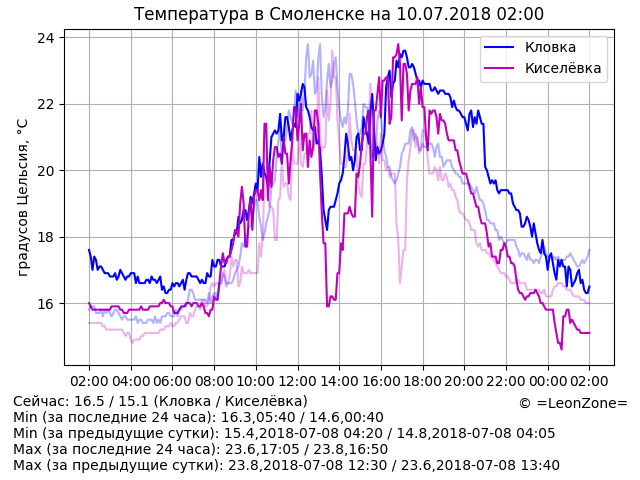 Температура в Смоленске на 10.07.2018 02:00
градусов Цельсия, °C
24
22
20
18
16
Кловка
Киселёвка
02:00 04:00 06:00 08:00 10:00 12:00 14:00 16:00 18:00 20:00 22:00 00:00 02:00
Сейчас: 16.5 / 15.1 (Кловка / Киселёвка)
© =LeonZone=
Min (за последние 24 часа): 16.3,05:40 / 14.6,00:40
Min (за предыдущие сутки): 15.4,2018-07-08 04:20 / 14.8,2018-07-08 04:05
Max (за последние 24 часа): 23.6,17:05 / 23.8,16:50
Max (за предыдущие сутки): 23.8,2018-07-08 12:30 / 23.6,2018-07-08 13:40